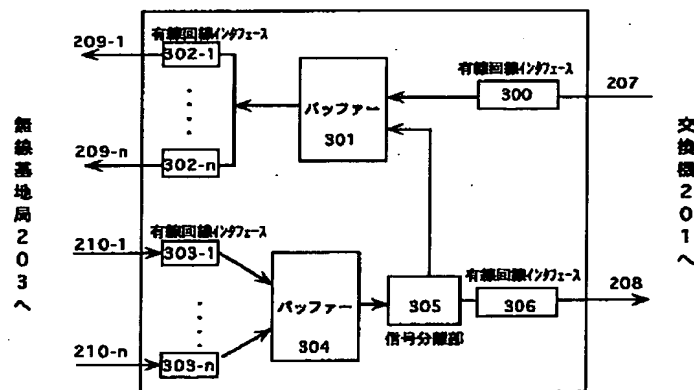 209-1
有線回線インタフェース
302-1
209-n
302-n
バッファー
301
有線回線インタフェース
300
207
無線基地局203へ
交換機201へ
210-1
有線回線インタフェース
303-1
210-n
303-n
バッファー
304
305
信号分離部
有線回線インタフェース
306
208